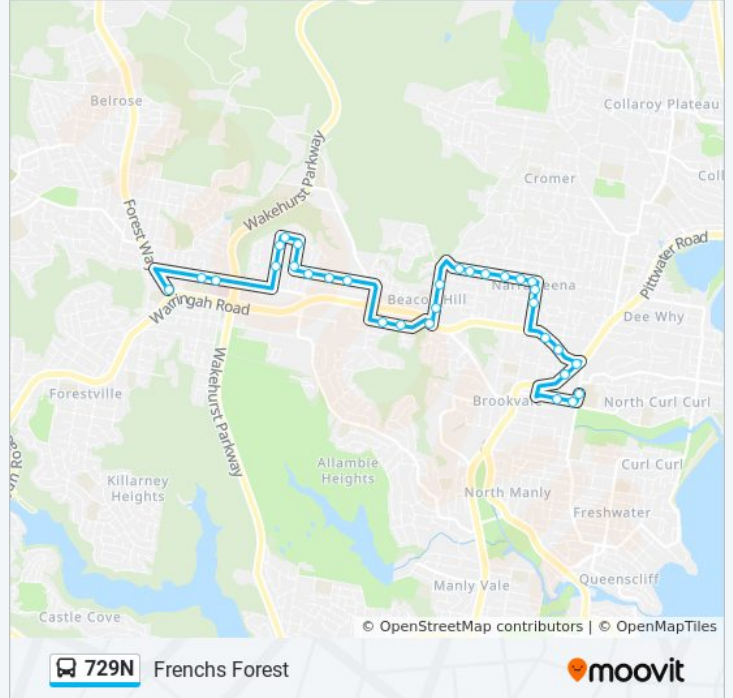 Belrose
Collaroy Plateau
Cromer
Wakehurst Parkway
Forest Way
Pittwater Road
Beacon Hill
Warringah Road
Dee Why
Forestville
Wakehurst Parkway
Brookvale
North Curl Curl
Allambie
Heights
Curl Curl
Killarney
Heights
North Manly
Freshwater
Queenscliff
Manly Vale
Castle Cove
© OpenStreetMap contributors | © OpenMapTiles
729N Frenchs Forest
moovit